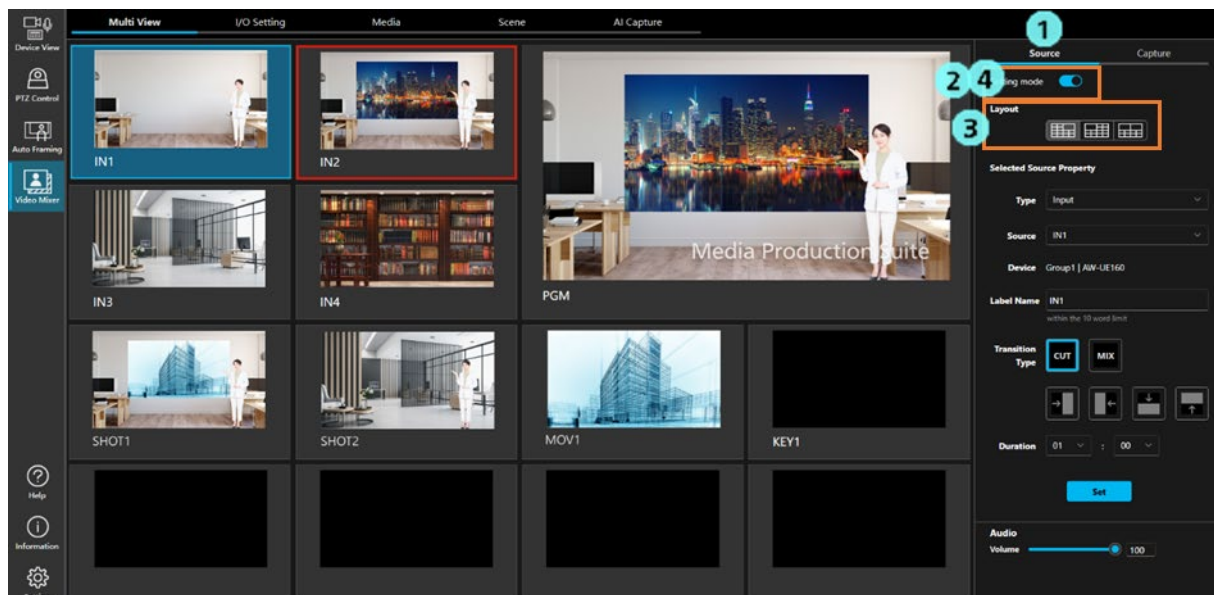 Device View
PTZ Control
Auto Framing
Video Mixer
Help
Information
Multi View
I/O Setting
Media
Scene
AI Capture
IN1
IN2
Media Production Suite
PGM
IN3
IN4
SHOT1
SHOT2
MOV1
KEY1
1
Source
Capture
2 4
mode
3
Layout
Selected Source Property
Type Input
Source IN1
Device Group1 | AW-UE160
Label Name IN1
within the 10 word limit
Transition
Type
CUT MIX
Duration 01 : 00
Set
Audio
Volume 100